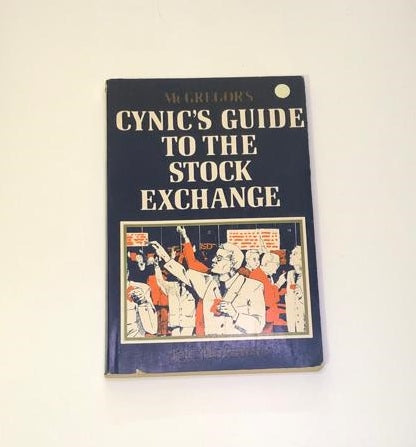 McGREGOR'S
CYNIC'S GUIDE
TO THE
STOCK
EXCHANGE